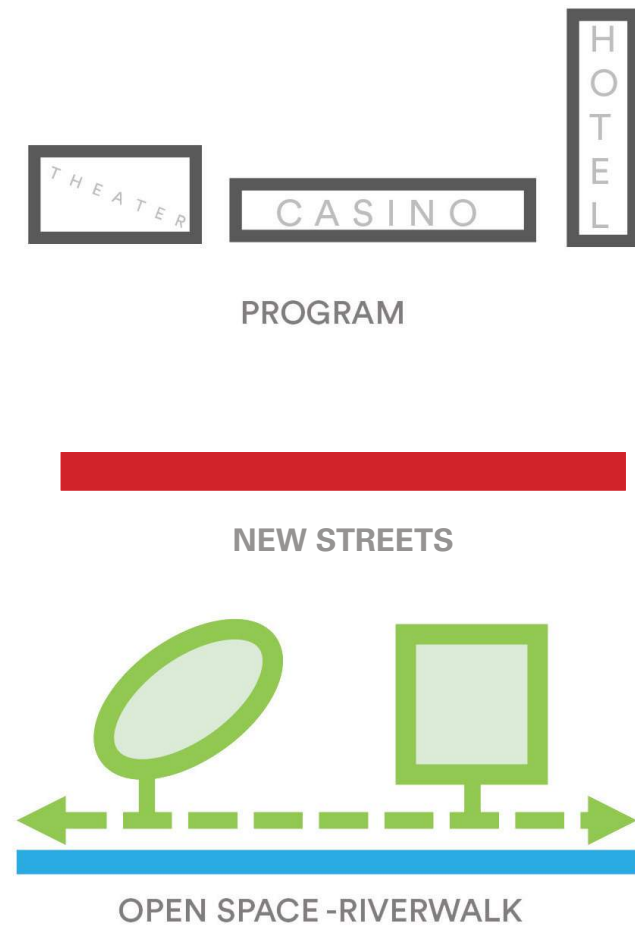 THEATER
CASINO
HOTEL
PROGRAM
NEW STREETS
OPEN SPACE -RIVERWALK